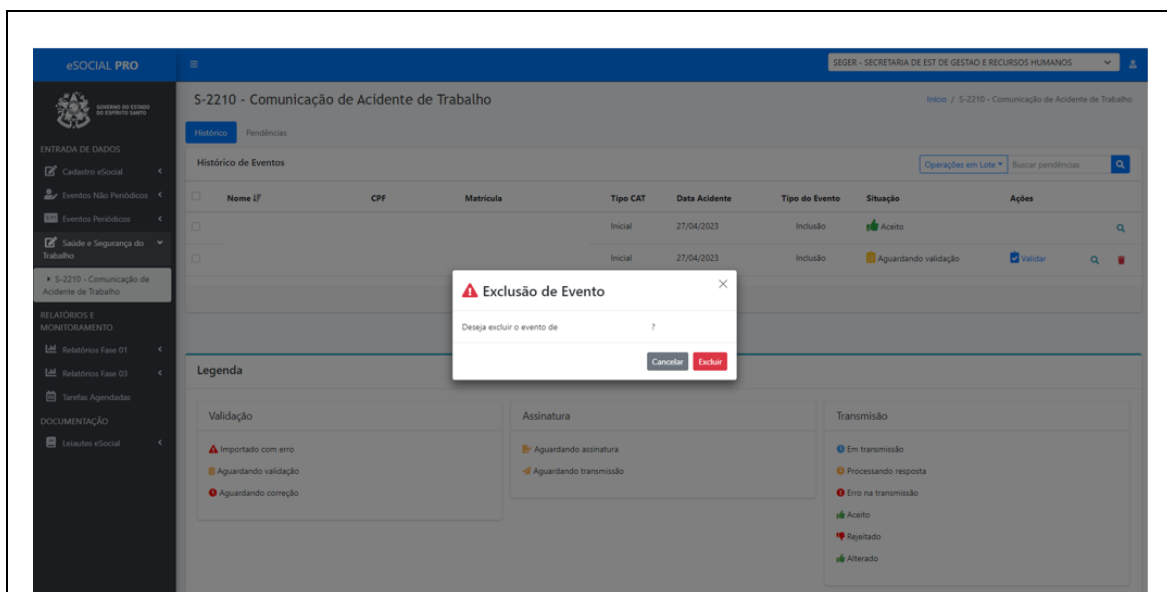 eSOCIAL PRO
SEGER - SECRETARIA DE EST DE GESTAO E RECURSOS HUMANOS
GOVERNO DO ESTADO
DO ESPÍRITO SANTO
S-2210 - Comunicação de Acidente de Trabalho
Início / S-2210 - Comunicação de Acidente de Trabalho
Histórico
Pendências
ENTRADA DE DADOS
Cadastro eSocial
Eventos Não Periódicos
Eventos Periódicos
Saúde e Segurança do
Trabalho
S-2210 - Comunicação de
Acidente de Trabalho
RELATÓRIOS E
MONITORAMENTO
Relatórios Fase 01
Relatórios Fase 03
Tarefas Agendadas
DOCUMENTAÇÃO
Leiautes eSocial
Histórico de Eventos
Operações em Lote
Buscar pendências
Nome CPF Matrícula Tipo CAT Data Acidente Tipo do Evento Situação Ações
Inicial 27/04/2023 Inclusão Aceito
Inicial 27/04/2023 Inclusão Aguardando validação Validar
Exclusão de Evento
Deseja excluir o evento de ?
Cancelar Excluir
Legenda
Validação
Importado com erro
Aguardando validação
Aguardando correção
Assinatura
Aguardando assinatura
Aguardando transmissão
Transmissão
Em transmissão
Processando resposta
Erro na transmissão
Aceito
Rejeitado
Alterado